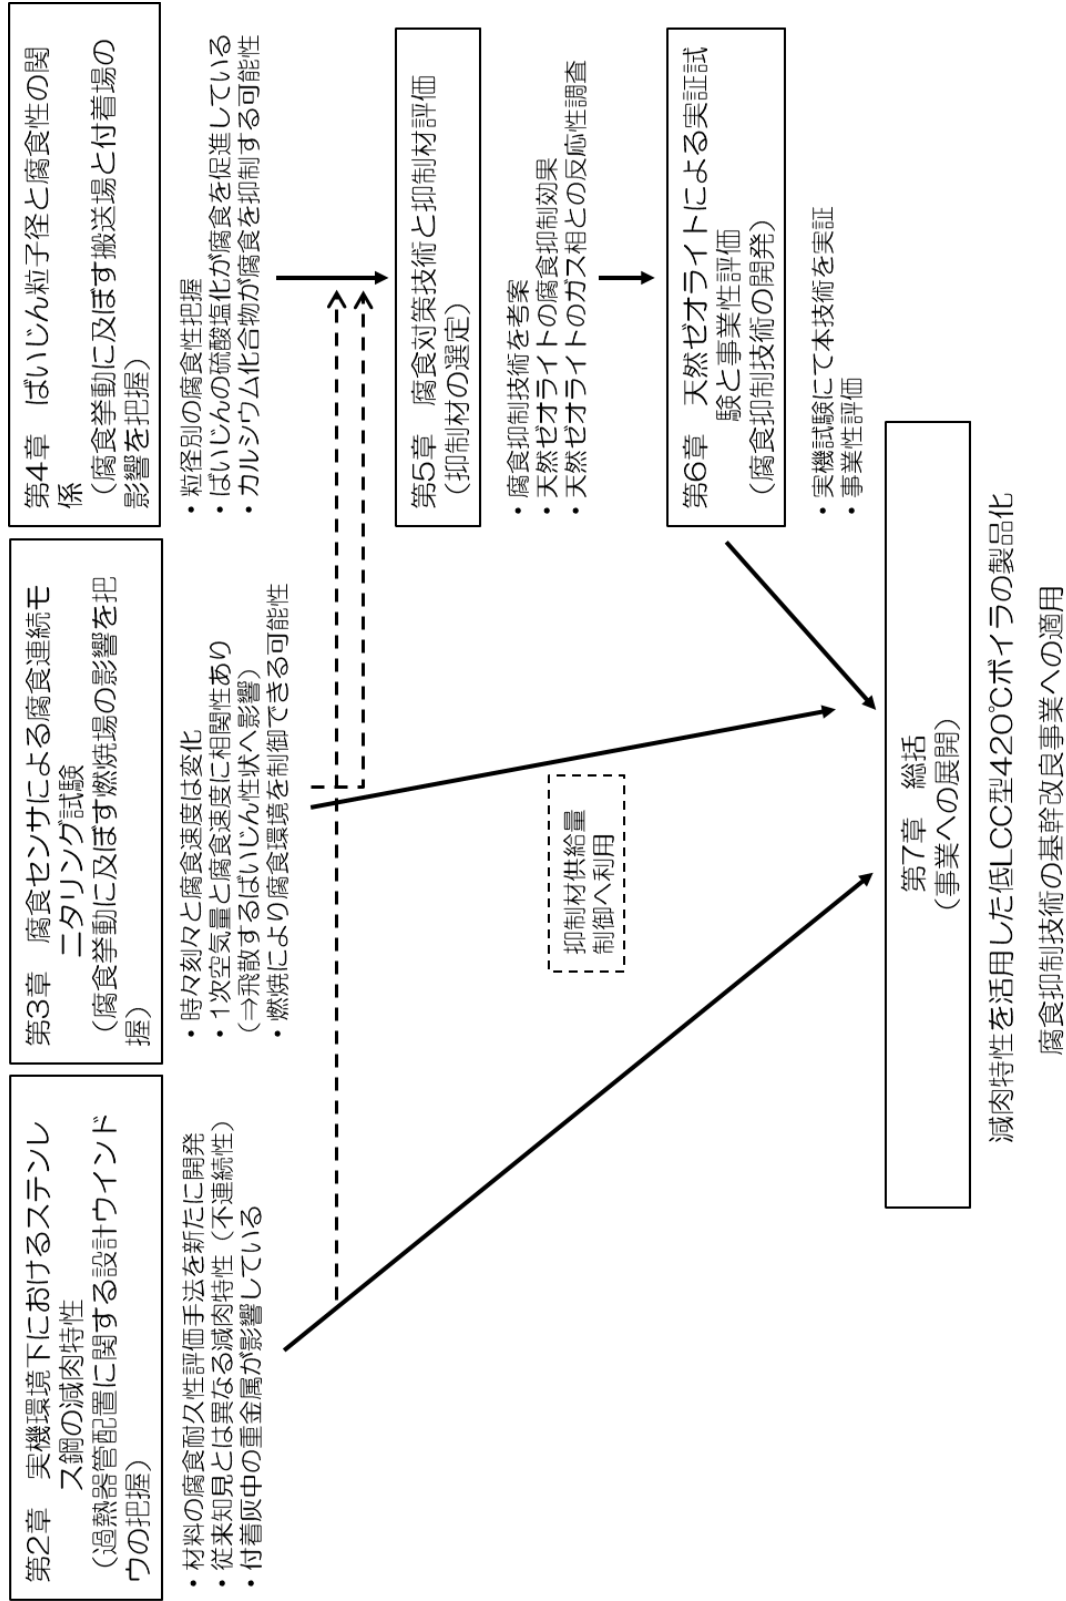 第2章　実機環境下におけるステンレ
ス鋼の減肉特性
（過熱器管配置に関する設計ウインド
ウの把握）
・材料の腐食耐久性評価手法を新たに開発
・従来知見とは異なる減肉特性（不連続性）
・付着灰中の重金属が影響している
第3章　腐食センサによる腐食連続モ
ニタリング試験
（腐食挙動に及ぼす燃焼場の影響を把
握）
・時々刻々と腐食速度は変化
・1次空気量と腐食速度に相関性あり
（⇒飛散するばいじん性状へ影響）
・燃焼により腐食環境を制御できる可能性
第4章　ばいじん粒子径と腐食性の関
係
（腐食挙動に及ぼす搬送場と付着場の
影響を把握）
・粒径別の腐食性把握
・ばいじんの硫酸塩化が腐食を促進している
・カルシウム化合物が腐食を抑制する可能性
第5章　腐食対策技術と抑制材評価
（抑制材の選定）
・腐食抑制技術を考案
・天然ゼオライトの腐食抑制効果
・天然ゼオライトのガス相との反応性調査
第6章　天然ゼオライトによる実証試
験と事業性評価
（腐食抑制技術の開発）
・実機試験にて本技術を実証
・事業性評価
抑制材供給量
制御へ利用
第7章　総括
（事業への展開）
減肉特性を活用した低LCC型420℃ボイラの製品化
腐食抑制技術の基幹改良事業への適用